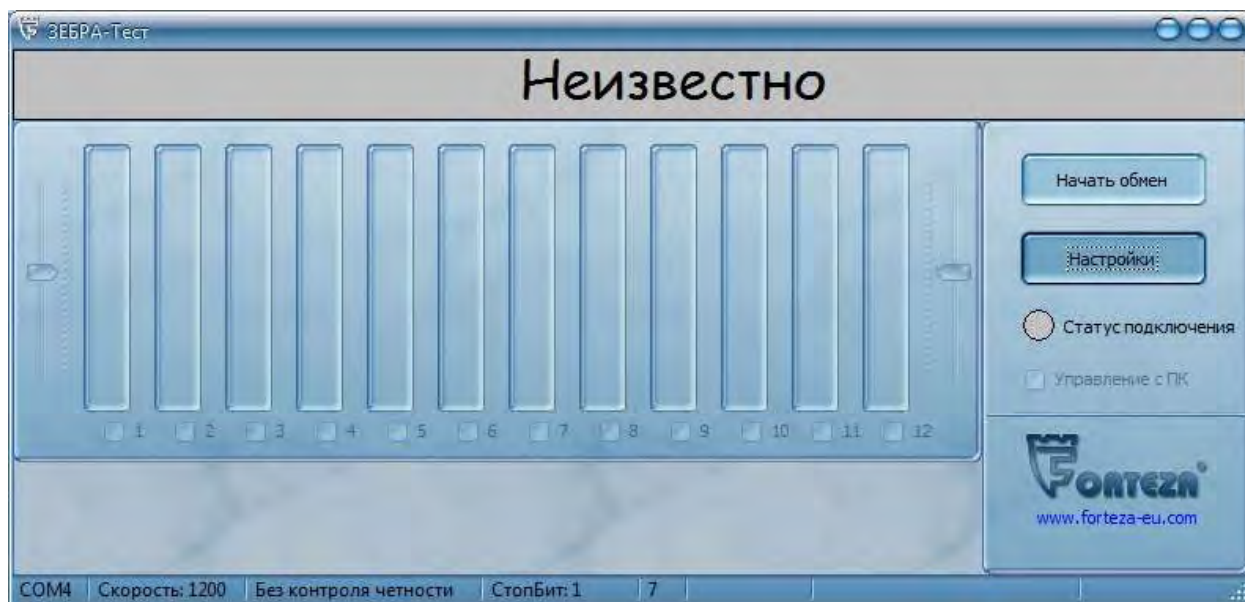 ЗЕБРА-Тест
Неизвестно
Начать обмен
Настройки
Статус подключения
Управление с ПК
1 2 3 4 5 6 7 8 9 10 11 12
FORTEZA®
www.forteza-eu.com
COM4 Скорость: 1200 Без контроля четности СтопБит: 1 7